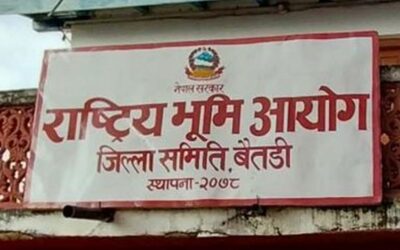 नेपाल सरकार
राष्ट्रिय भूमि आयोग
जिल्ला समिति, बैतडी
स्थापना-२०७८